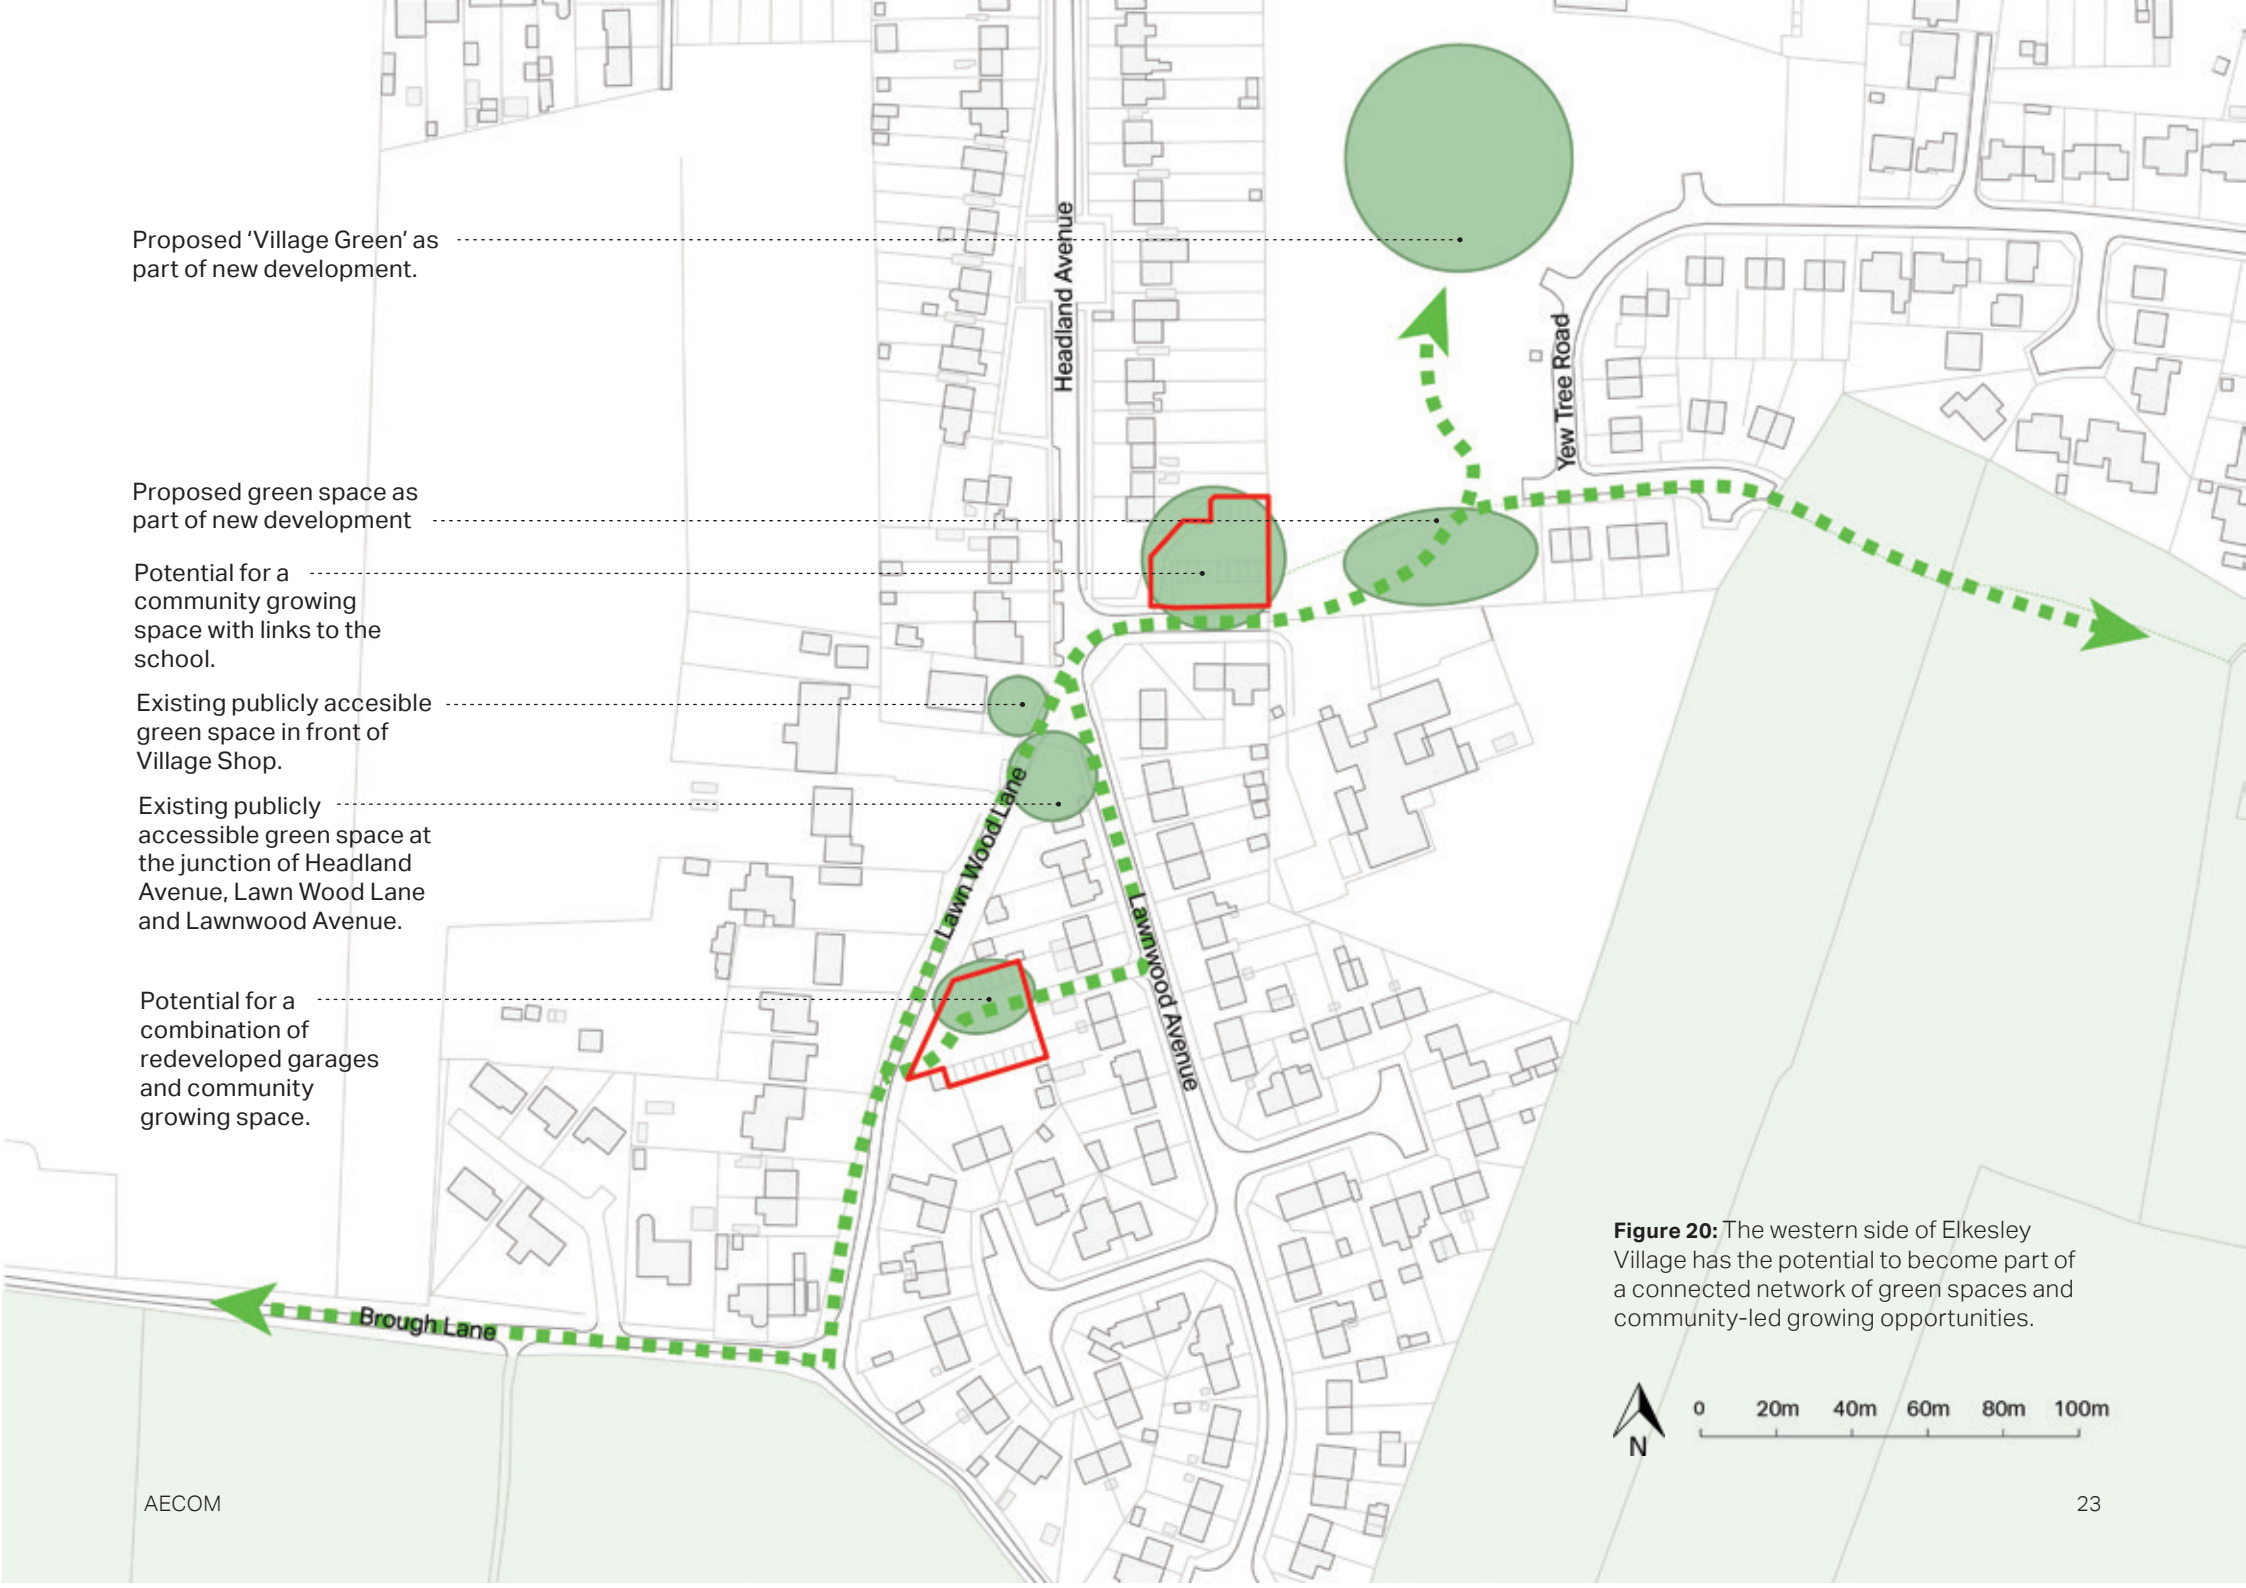 Proposed ‘Village Green’ as
part of new development.
Proposed green space as
part of new development
Potential for a
community growing
space with links to the
school.
Existing publicly accesible
green space in front of
Village Shop.
Existing publicly
accessible green space at
the junction of Headland
Avenue, Lawn Wood Lane
and Lawnwood Avenue.
Potential for a
combination of
redeveloped garages
and community
growing space.
Headland Avenue
Yew Tree Road
Lawn Wood Lane
Lawnwood Avenue
Brough Lane
Figure 20: The western side of Elkesley
Village has the potential to become part of
a connected network of green spaces and
community-led growing opportunities.
0 20m 40m 60m 80m 100m
N
AECOM
23